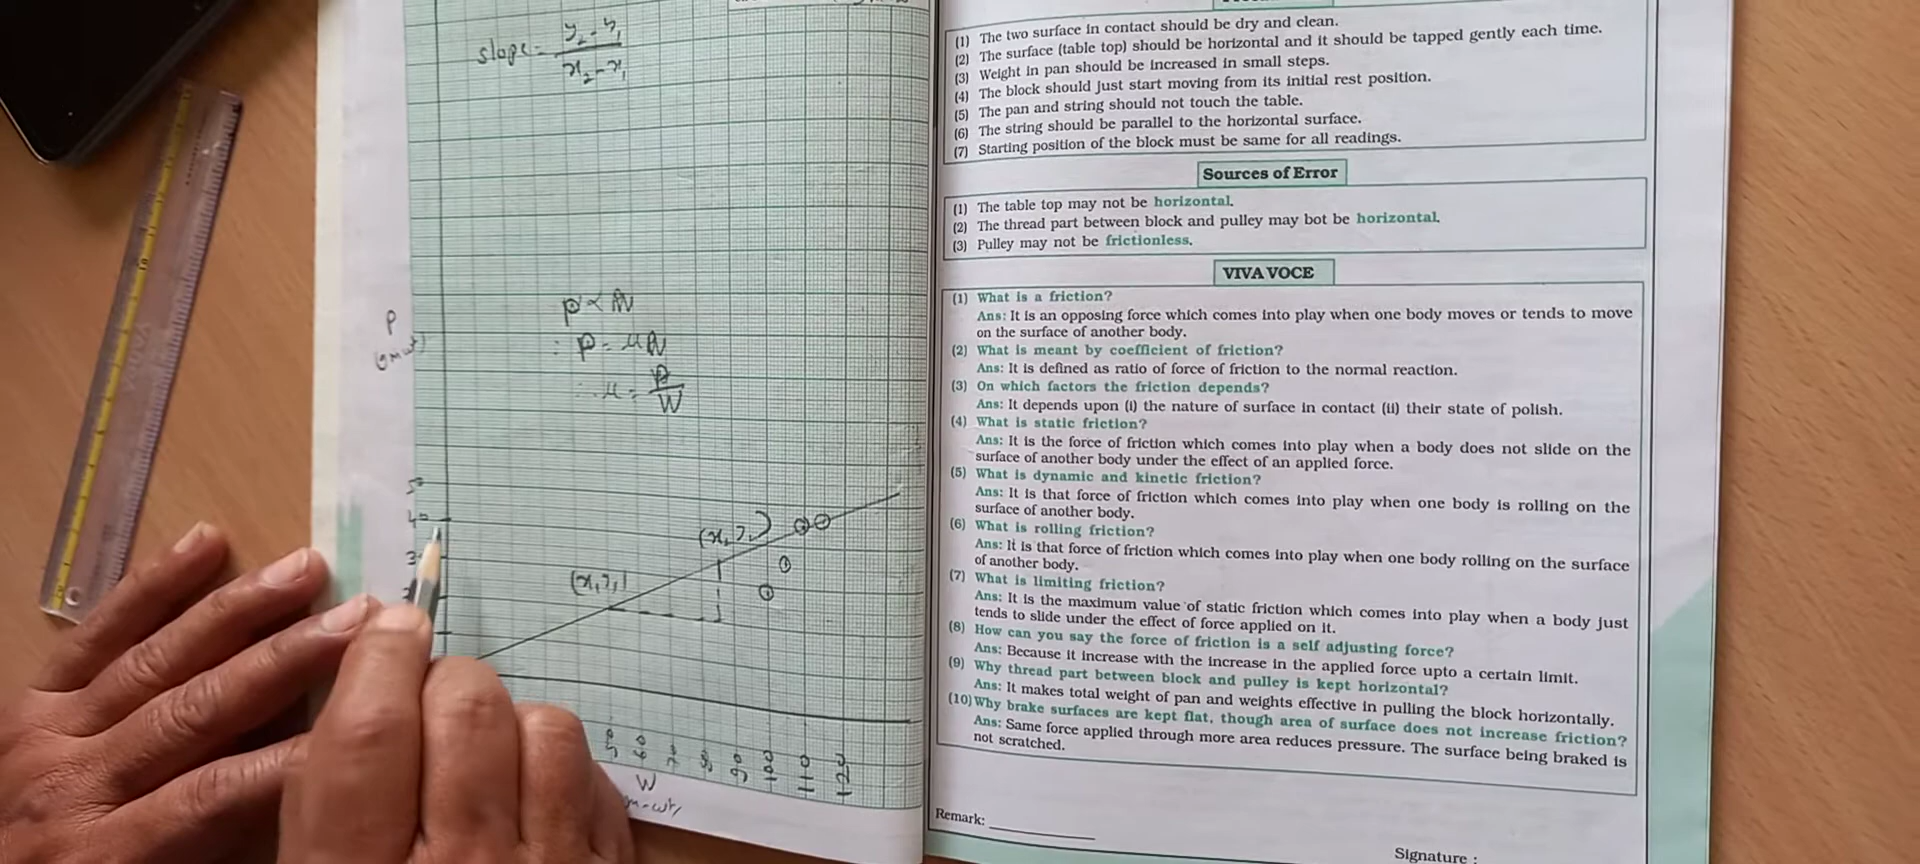 slope = y₂ - y₁
x₂ - x₁
P ∝ N
∴ P = μN
∴ μ = P
W
P
(gm wt)
50
40
(x₂ y₂)
(x₁ y₁)
50
60
70
80
90
100
110
120
W
(1) The two surface in contact should be dry and clean.
(2) The surface (table top) should be horizontal and it should be tapped gently each time.
(3) Weight in pan should be increased in small steps.
(4) The block should just start moving from its initial rest position.
(5) The pan and string should not touch the table.
(6) The string should be parallel to the horizontal surface.
(7) Starting position of the block must be same for all readings.
Sources of Error
(1) The table top may not be horizontal.
(2) The thread part between block and pulley may bot be horizontal.
(3) Pulley may not be frictionless.
VIVA VOCE
(1) What is a friction?
Ans: It is an opposing force which comes into play when one body moves or tends to move
on the surface of another body.
(2) What is meant by coefficient of friction?
Ans: It is defined as ratio of force of friction to the normal reaction.
(3) On which factors the friction depends?
Ans: It depends upon (i) the nature of surface in contact (ii) their state of polish.
(4) What is static friction?
Ans: It is the force of friction which comes into play when a body does not slide on the
surface of another body under the effect of an applied force.
(5) What is dynamic and kinetic friction?
Ans: It is that force of friction which comes into play when one body is rolling on the
surface of another body.
(6) What is rolling friction?
Ans: It is that force of friction which comes into play when one body rolling on the surface
of another body.
(7) What is limiting friction?
Ans: It is the maximum value of static friction which comes into play when a body just
tends to slide under the effect of force applied on it.
(8) How can you say the force of friction is a self adjusting force?
Ans: Because it increase with the increase in the applied force upto a certain limit.
(9) Why thread part between block and pulley is kept horizontal?
Ans: It makes total weight of pan and weights effective in pulling the block horizontally.
(10) Why brake surfaces are kept flat, though area of surface does not increase friction?
Ans: Same force applied through more area reduces pressure. The surface being braked is
not scratched.
Remark:
Signature :